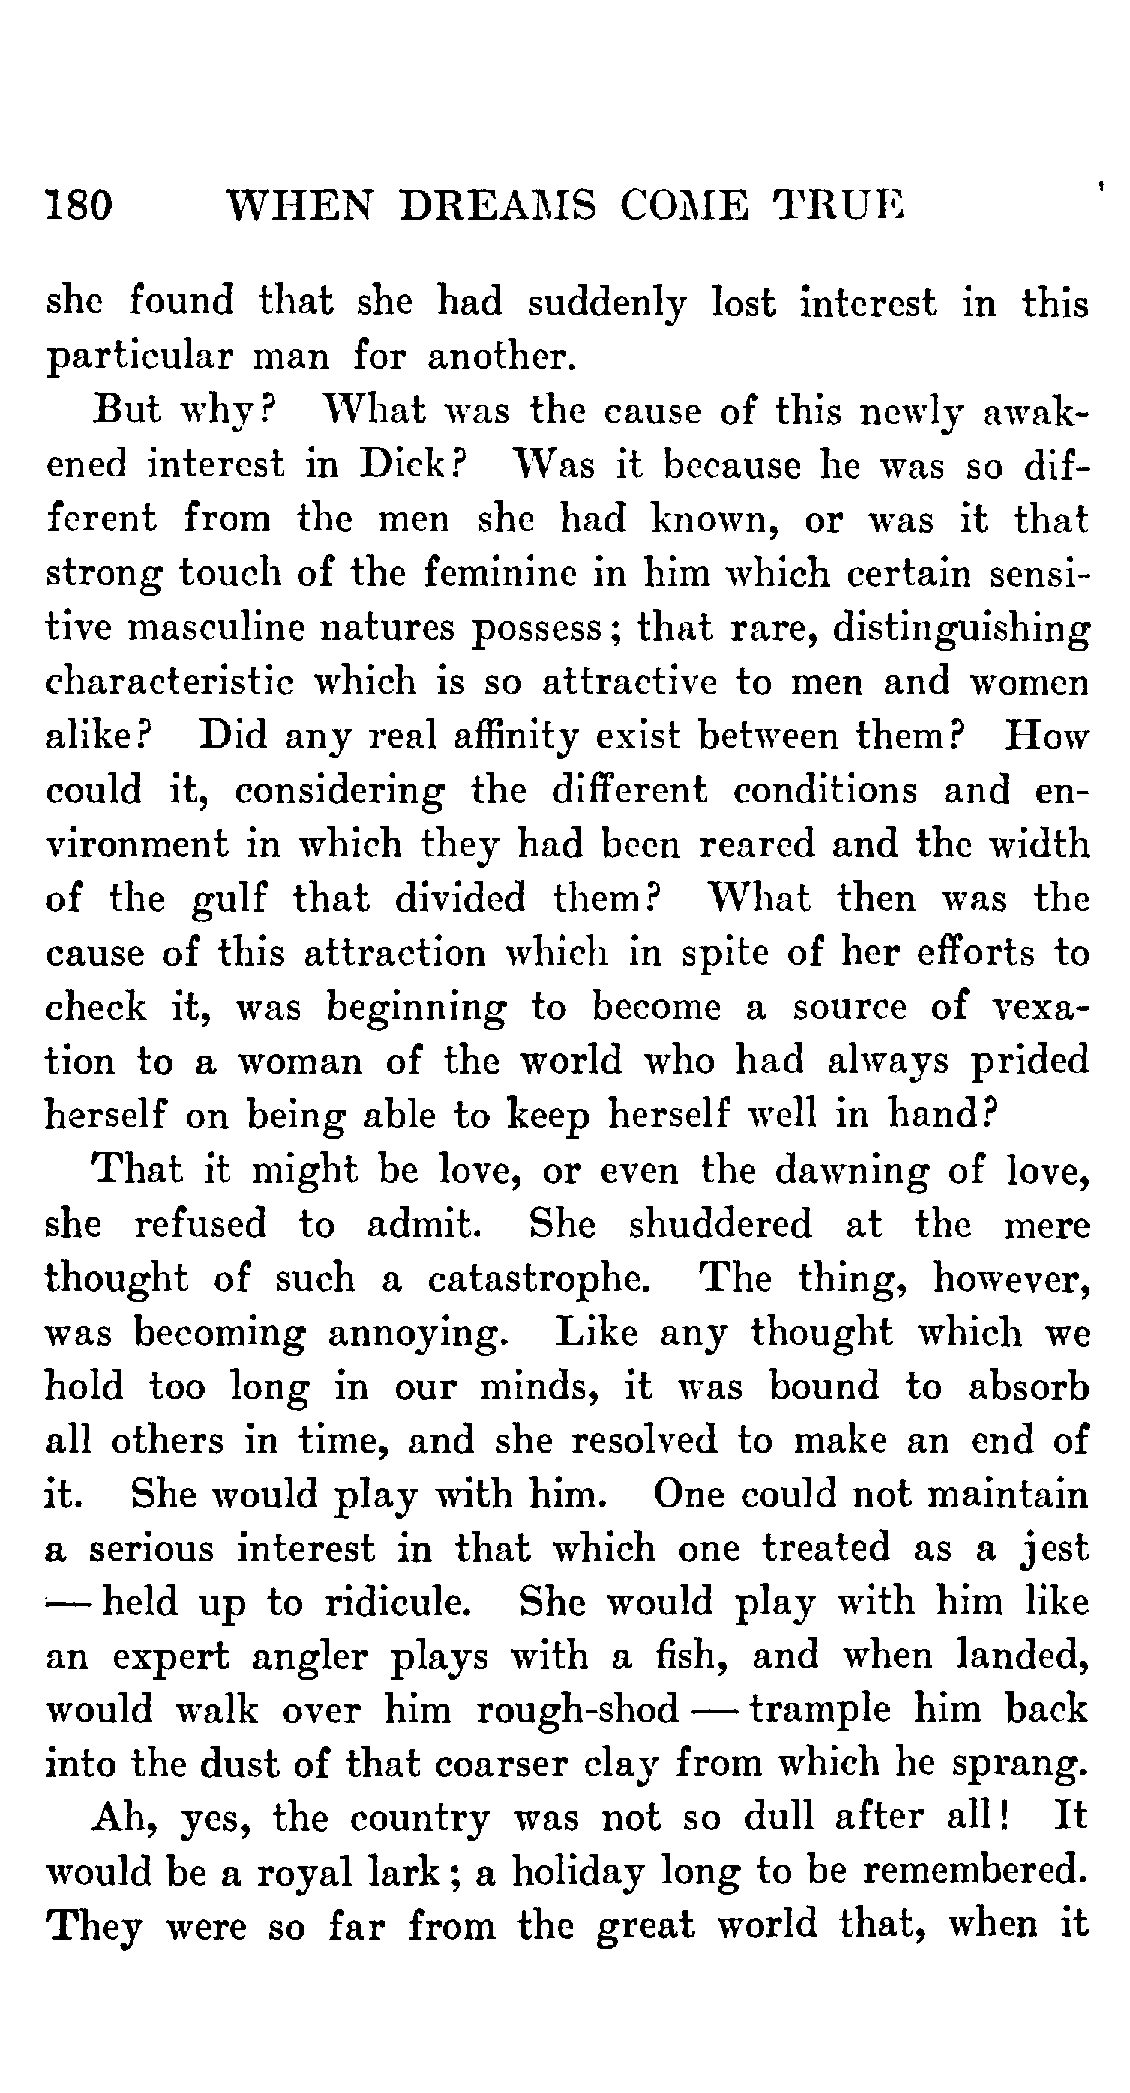 180 WHEN DREAMS COME TRUE
she found that she had suddenly lost interest in this
particular man for another.
But why? What was the cause of this newly awak-
ened interest in Dick? Was it because he was so dif-
ferent from the men she had known, or was it that
strong touch of the feminine in him which certain sensi-
tive masculine natures possess; that rare, distinguishing
characteristic which is so attractive to men and women
alike? Did any real affinity exist between them? How
could it, considering the different conditions and en-
vironment in which they had been reared and the width
of the gulf that divided them? What then was the
cause of this attraction which in spite of her efforts to
check it, was beginning to become a source of vexa-
tion to a woman of the world who had always prided
herself on being able to keep herself well in hand?
That it might be love, or even the dawning of love,
she refused to admit. She shuddered at the mere
thought of such a catastrophe. The thing, however,
was becoming annoying. Like any thought which we
hold too long in our minds, it was bound to absorb
all others in time, and she resolved to make an end of
it. She would play with him. One could not maintain
a serious interest in that which one treated as a jest
— held up to ridicule. She would play with him like
an expert angler plays with a fish, and when landed,
would walk over him rough-shod — trample him back
into the dust of that coarser clay from which he sprang.
Ah, yes, the country was not so dull after all! It
would be a royal lark; a holiday long to be remembered.
They were so far from the great world that, when it